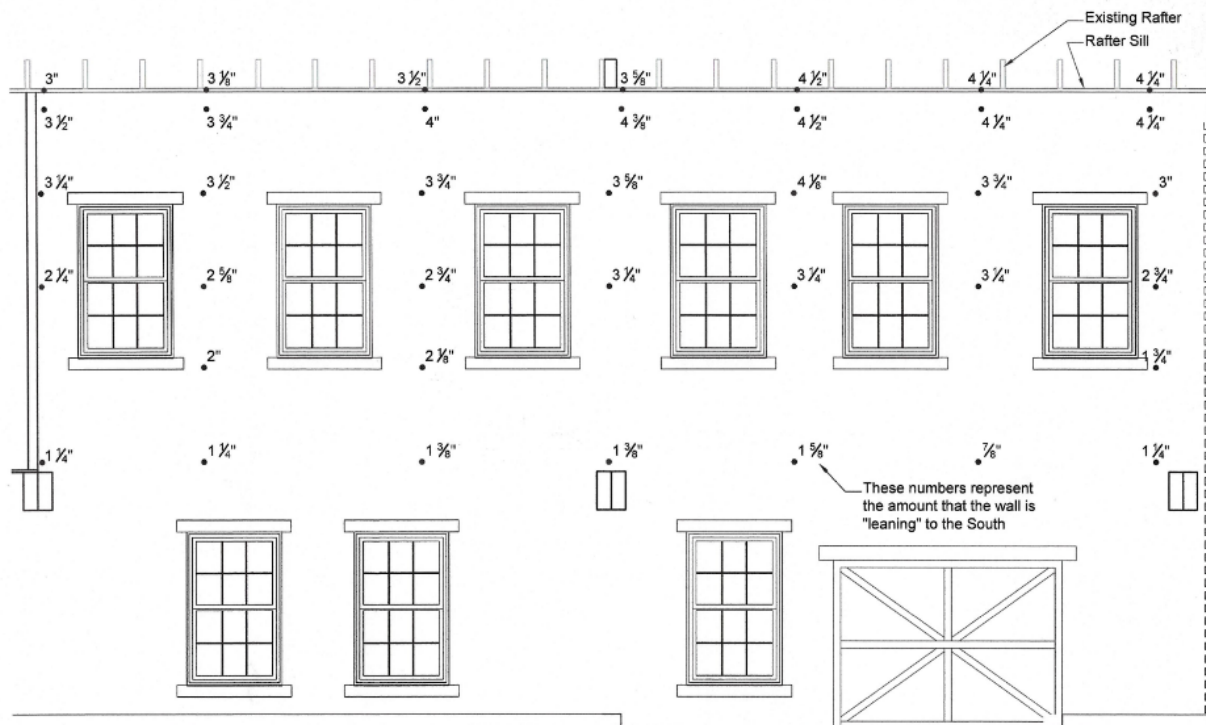 Existing Rafter
Rafter Sill
3" 3 1/8" 3 1/2" 3 5/8" 4 1/2" 4 1/4" 4 1/4"
3 1/2" 3 3/4" 4" 4 3/8" 4 1/2" 4 1/4" 4 1/4"
3 1/4" 3 1/2" 3 3/4" 3 5/8" 4 1/8" 3 3/4" 3"
2 1/4" 2 5/8" 2 3/4" 3 1/4" 3 1/4" 3 1/4" 2 3/4"
2" 2 1/8" 1 3/4"
1 1/4" 1 1/4" 1 3/8" 1 3/8" 1 5/8" 7/8" 1 1/4"
These numbers represent
the amount that the wall is
"leaning" to the South